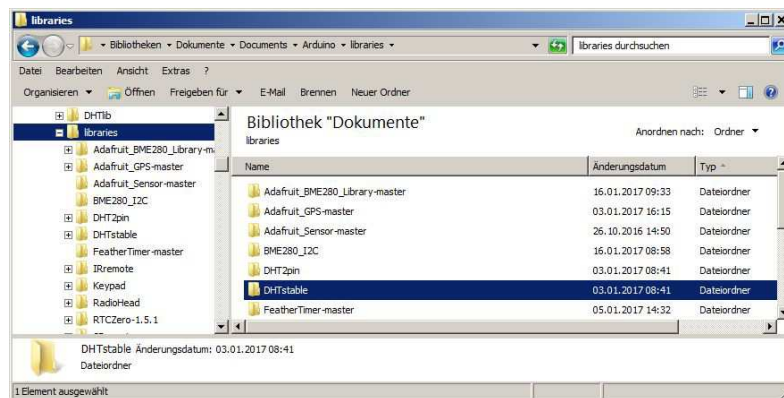 libraries
Bibliotheken Dokumente Documents Arduino libraries
libraries durchsuchen
Datei Bearbeiten Ansicht Extras ?
Organisieren Öffnen Freigeben für E-Mail Brennen Neuer Ordner
DHTlib
libraries
Adafruit_BME280_Library-m
Adafruit_GPS-master
Adafruit_Sensor-master
BME280_I2C
DHT2pin
DHTstable
FeatherTimer-master
IRremote
Keypad
RadioHead
RTCZero-1.5.1
Bibliothek "Dokumente"
libraries
Anordnen nach: Ordner
Name Änderungsdatum Typ
Adafruit_BME280_Library-master 16.01.2017 09:33 Dateiordner
Adafruit_GPS-master 03.01.2017 16:15 Dateiordner
Adafruit_Sensor-master 26.10.2016 14:50 Dateiordner
BME280_I2C 16.01.2017 08:58 Dateiordner
DHT2pin 03.01.2017 08:41 Dateiordner
DHTstable 03.01.2017 08:41 Dateiordner
FeatherTimer-master 05.01.2017 14:32 Dateiordner
DHTstable Änderungsdatum: 03.01.2017 08:41
Dateiordner
1 Element ausgewählt